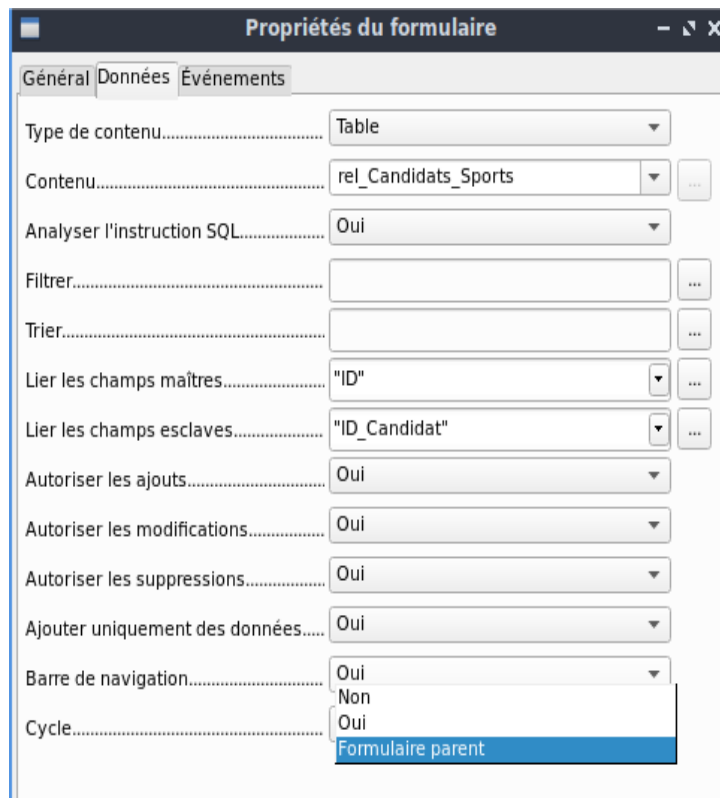 Propriétés du formulaire
Général Données Événements
Type de contenu..................................... Table
Contenu.................................................... rel_Candidats_Sports ...
Analyser l'instruction SQL.................... Oui
Filtrer......................................................... ...
Trier............................................................ ...
Lier les champs maîtres....................... "ID" ...
Lier les champs esclaves..................... "ID_Candidat" ...
Autoriser les ajouts............................... Oui
Autoriser les modifications................. Oui
Autoriser les suppressions.................. Oui
Ajouter uniquement des données..... Oui
Barre de navigation............................... Oui
Non
Oui
Cycle.........................................................
Formulaire parent